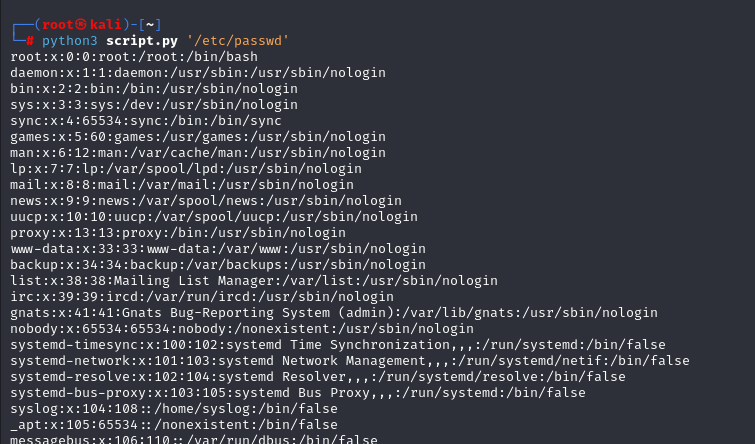 ┌──(root㉿kali)-[~]
└─# python3 script.py '/etc/passwd'
root:x:0:0:root:/root:/bin/bash
daemon:x:1:1:daemon:/usr/sbin:/usr/sbin/nologin
bin:x:2:2:bin:/bin:/usr/sbin/nologin
sys:x:3:3:sys:/dev:/usr/sbin/nologin
sync:x:4:65534:sync:/bin:/bin/sync
games:x:5:60:games:/usr/games:/usr/sbin/nologin
man:x:6:12:man:/var/cache/man:/usr/sbin/nologin
lp:x:7:7:lp:/var/spool/lpd:/usr/sbin/nologin
mail:x:8:8:mail:/var/mail:/usr/sbin/nologin
news:x:9:9:news:/var/spool/news:/usr/sbin/nologin
uucp:x:10:10:uucp:/var/spool/uucp:/usr/sbin/nologin
proxy:x:13:13:proxy:/bin:/usr/sbin/nologin
www-data:x:33:33:www-data:/var/www:/usr/sbin/nologin
backup:x:34:34:backup:/var/backups:/usr/sbin/nologin
list:x:38:38:Mailing List Manager:/var/list:/usr/sbin/nologin
irc:x:39:39:ircd:/var/run/ircd:/usr/sbin/nologin
gnats:x:41:41:Gnats Bug-Reporting System (admin):/var/lib/gnats:/usr/sbin/nologin
nobody:x:65534:65534:nobody:/nonexistent:/usr/sbin/nologin
systemd-timesync:x:100:102:systemd Time Synchronization,,,:/run/systemd:/bin/false
systemd-network:x:101:103:systemd Network Management,,,:/run/systemd/netif:/bin/false
systemd-resolve:x:102:104:systemd Resolver,,,:/run/systemd/resolve:/bin/false
systemd-bus-proxy:x:103:105:systemd Bus Proxy,,,:/run/systemd:/bin/false
syslog:x:104:108::/home/syslog:/bin/false
_apt:x:105:65534::/nonexistent:/bin/false
messagebus:x:106:110::/var/run/dbus:/bin/false